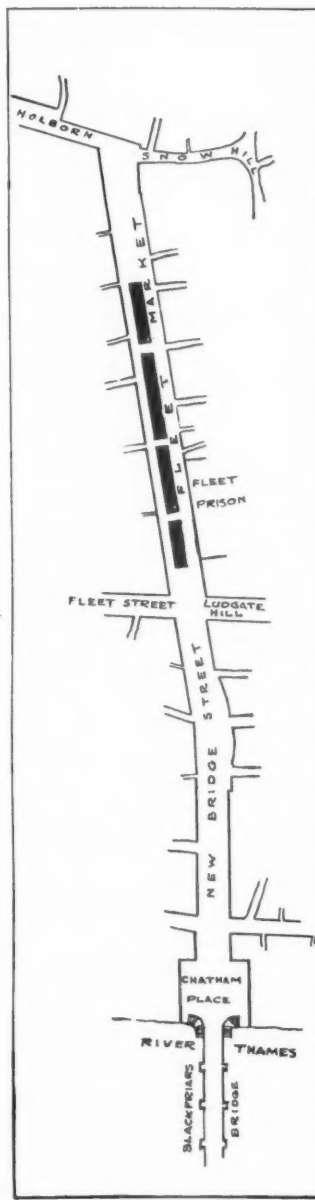 HOLBORN
SNOW HILL
FLEET MARKET
FLEET
PRISON
FLEET STREET
LUDGATE
HILL
NEW BRIDGE STREET
CHATHAM
PLACE
RIVER THAMES
BLACKFRIARS
BRIDGE